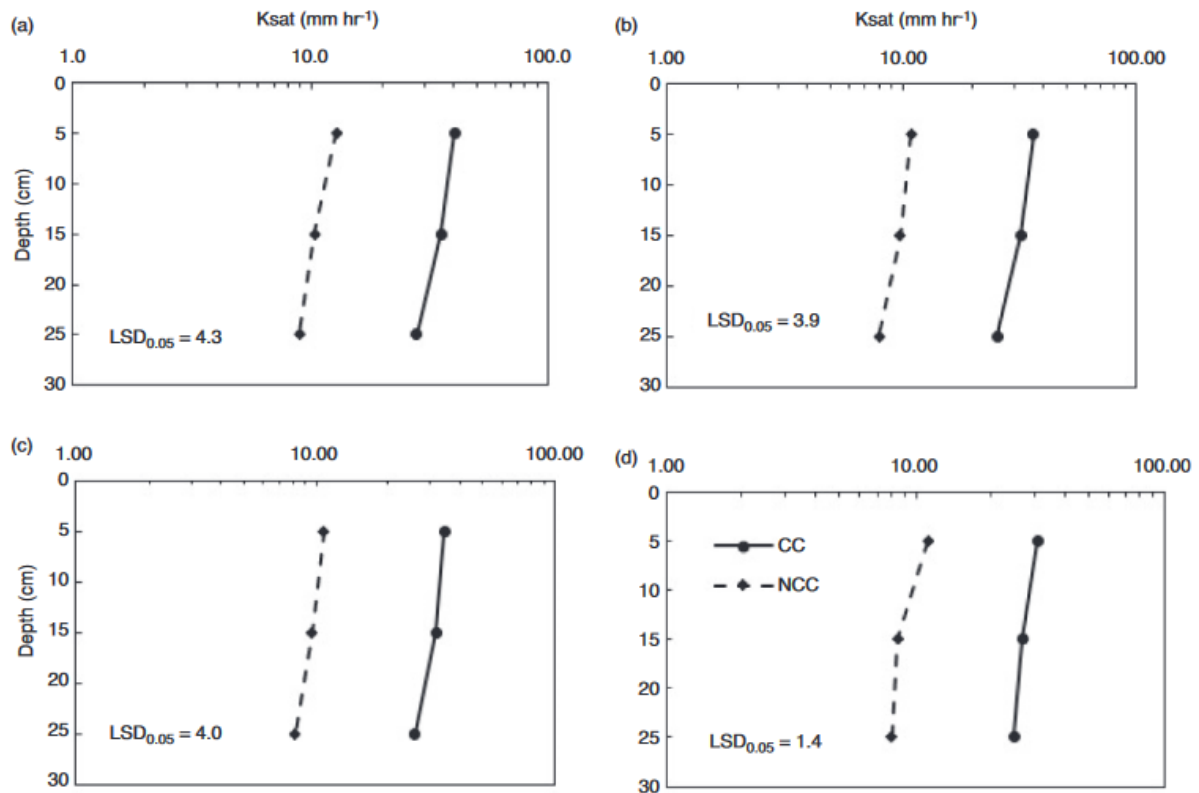 (a)
Ksat (mm hr⁻¹)
1.0 10.0 100.0
0
5
10
15
20
25
30
Depth (cm)
LSD0.05 = 4.3
(b)
Ksat (mm hr⁻¹)
1.00 10.00 100.00
0
5
10
15
20
25
30
LSD0.05 = 3.9
(c)
1.00 10.00 100.00
0
5
10
15
20
25
30
Depth (cm)
LSD0.05 = 4.0
(d)
1.00 10.00 100.00
0
5
10
15
20
25
30
CC
NCC
LSD0.05 = 1.4